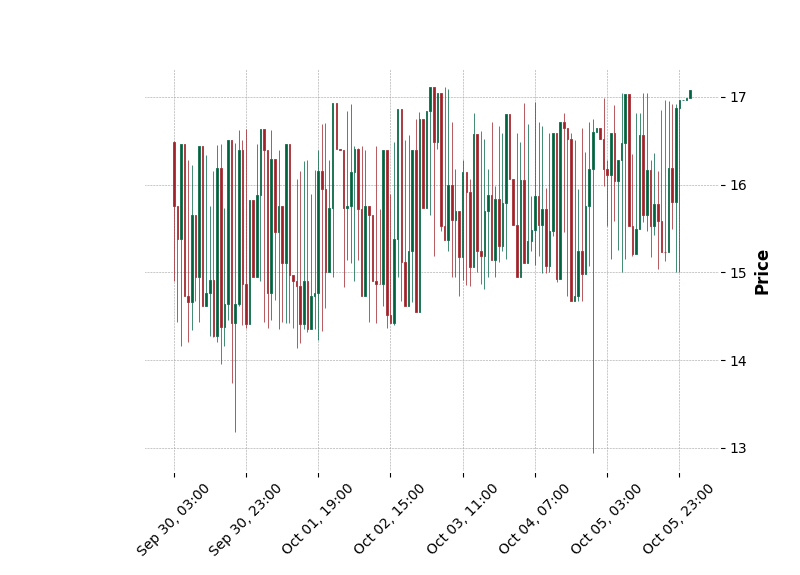 17
16
15
14
13
Price
Sep 30, 03:00
Sep 30, 23:00
Oct 01, 19:00
Oct 02, 15:00
Oct 03, 11:00
Oct 04, 07:00
Oct 05, 03:00
Oct 05, 23:00